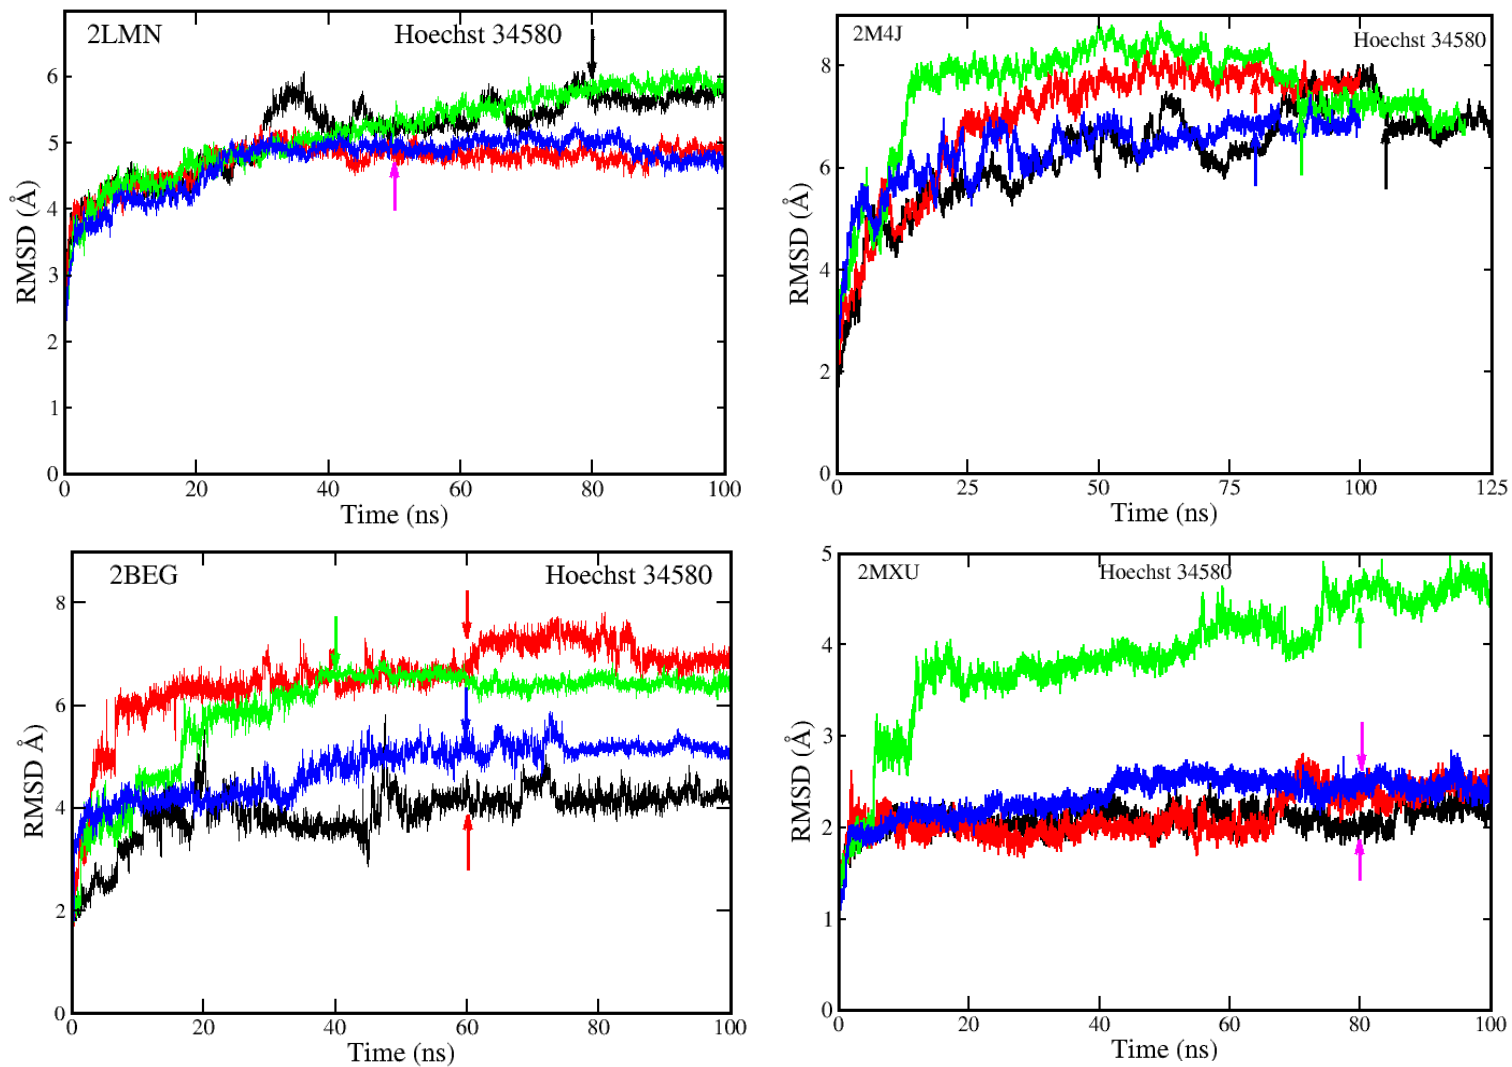 2LMN Hoechst 34580
RMSD (Å)
6
5
4
3
2
1
0
0 20 40 60 80 100
Time (ns)
2M4J Hoechst 34580
RMSD (Å)
8
6
4
2
0
0 25 50 75 100 125
Time (ns)
2BEG Hoechst 34580
RMSD Å)
8
6
4
2
0
0 20 40 60 80 100
Time (ns)
2MXU Hoechst 34580
RMSD (Å)
5
4
3
2
1
0
0 20 40 60 80 100
Time (ns)